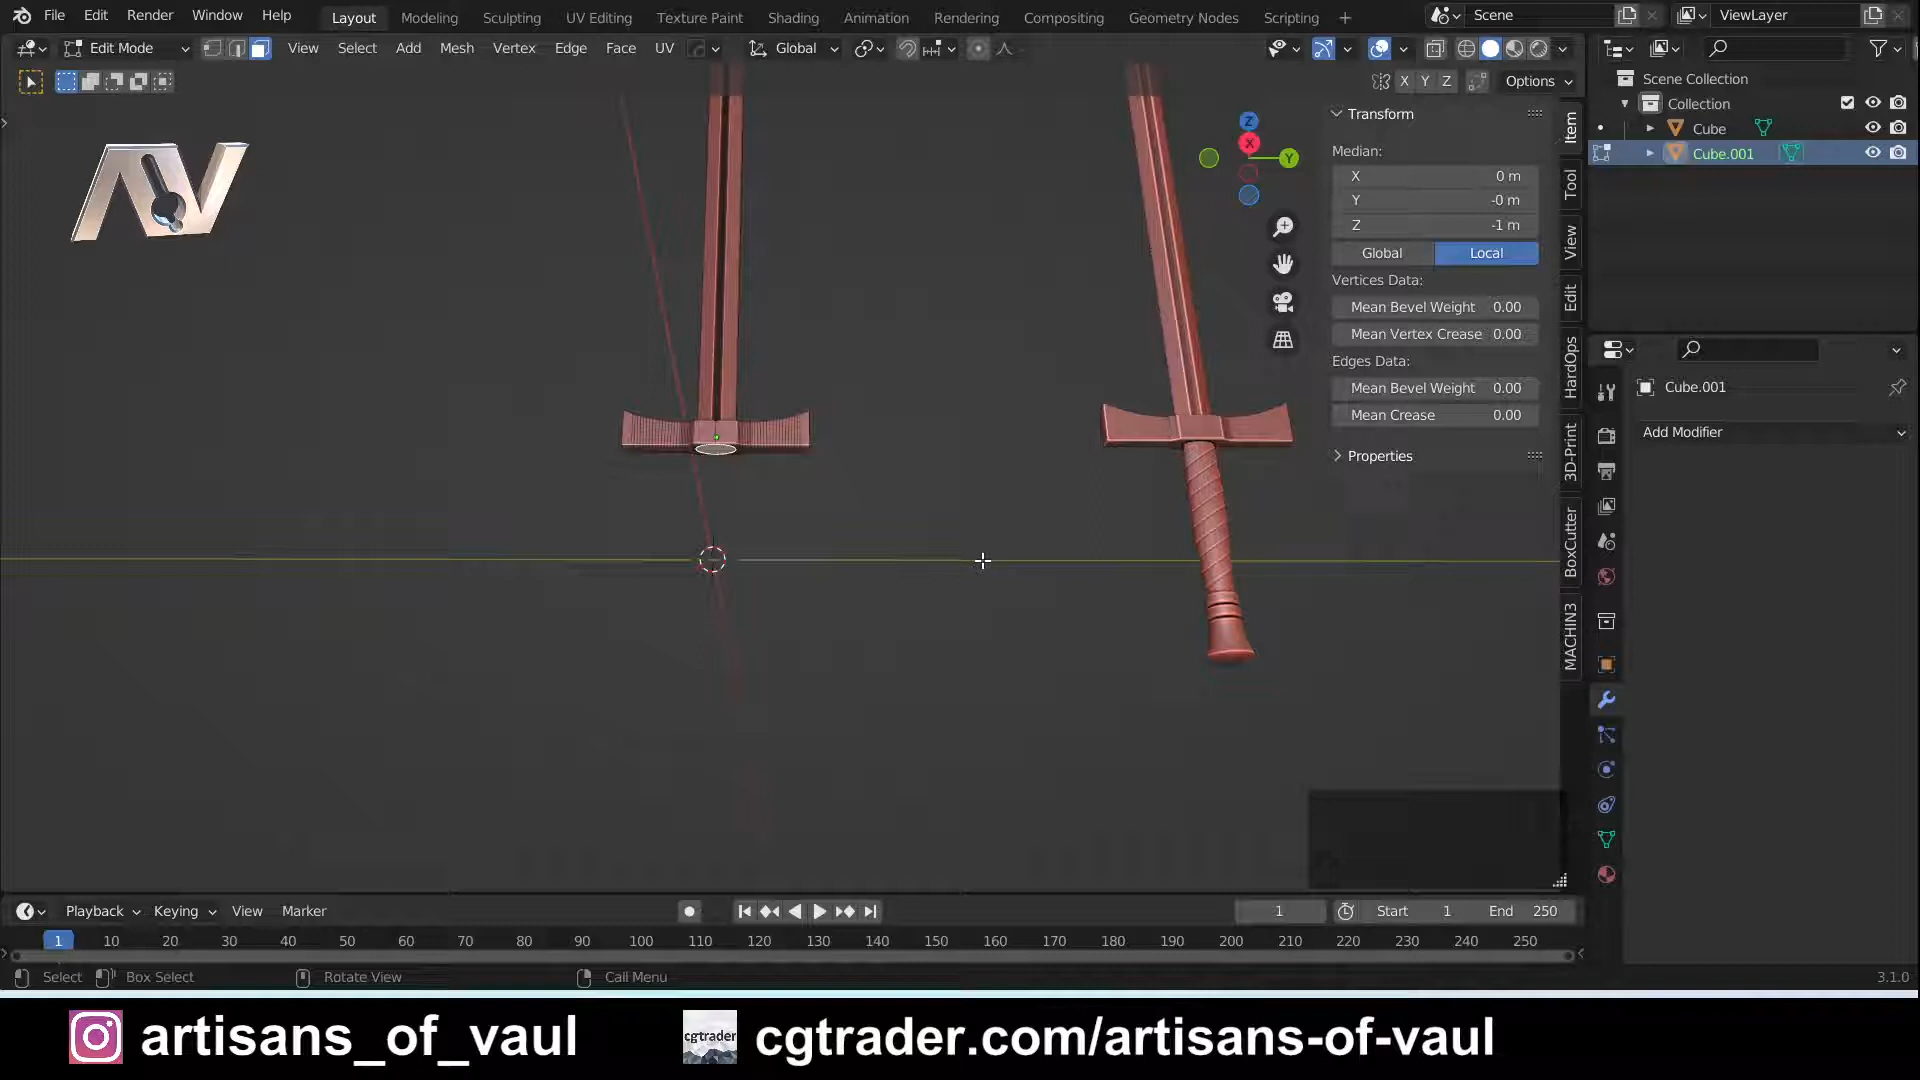 File Edit Render Window Help Layout Modeling Sculpting UV Editing Texture Paint Shading Animation Rendering Compositing Geometry Nodes Scripting + Scene ViewLayer
Edit Mode View Select Add Mesh Vertex Edge Face UV Global
X Y Z Options
Scene Collection
Collection
Cube
Cube.001
Transform
Median:
X 0 m
Y -0 m
Z -1 m
Global Local
Vertices Data:
Mean Bevel Weight 0.00
Mean Vertex Crease 0.00
Edges Data:
Mean Bevel Weight 0.00
Mean Crease 0.00
Properties
Z
X
Y
Item
Tool
View
Edit
HardOps
3D-Print
BoxCutter
MACHIN3
Cube.001
Add Modifier
AV
Playback Keying View Marker 1 Start 1 End 250
1 10 20 30 40 50 60 70 80 90 100 110 120 130 140 150 160 170 180 190 200 210 220 230 240 250
Select Box Select Rotate View Call Menu 3.1.0
artisans_of_vaul cgtrader cgtrader.com/artisans-of-vaul